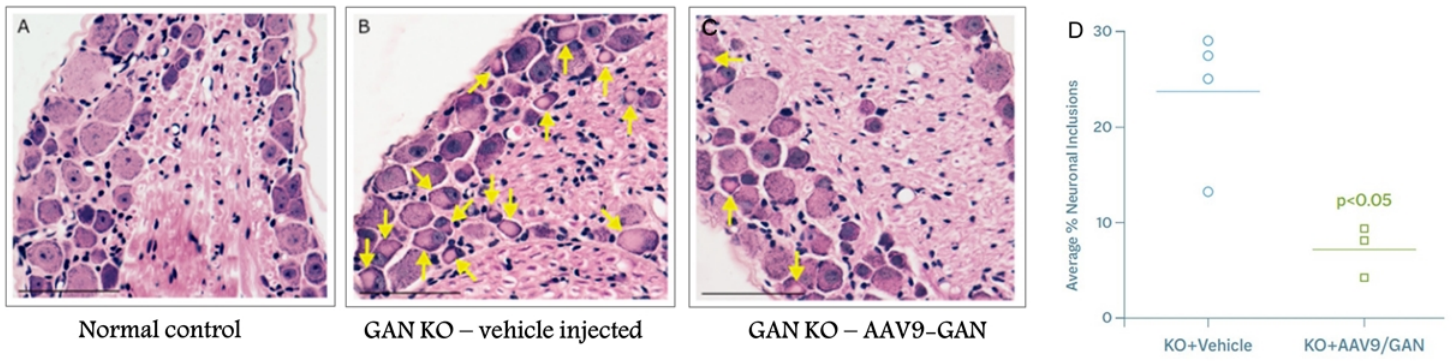 A
B
C
Normal control
GAN KO – vehicle injected
GAN KO – AAV9-GAN
D
Average % Neuronal Inclusions
30
20
10
0
p<0.05
KO+Vehicle
KO+AAV9/GAN